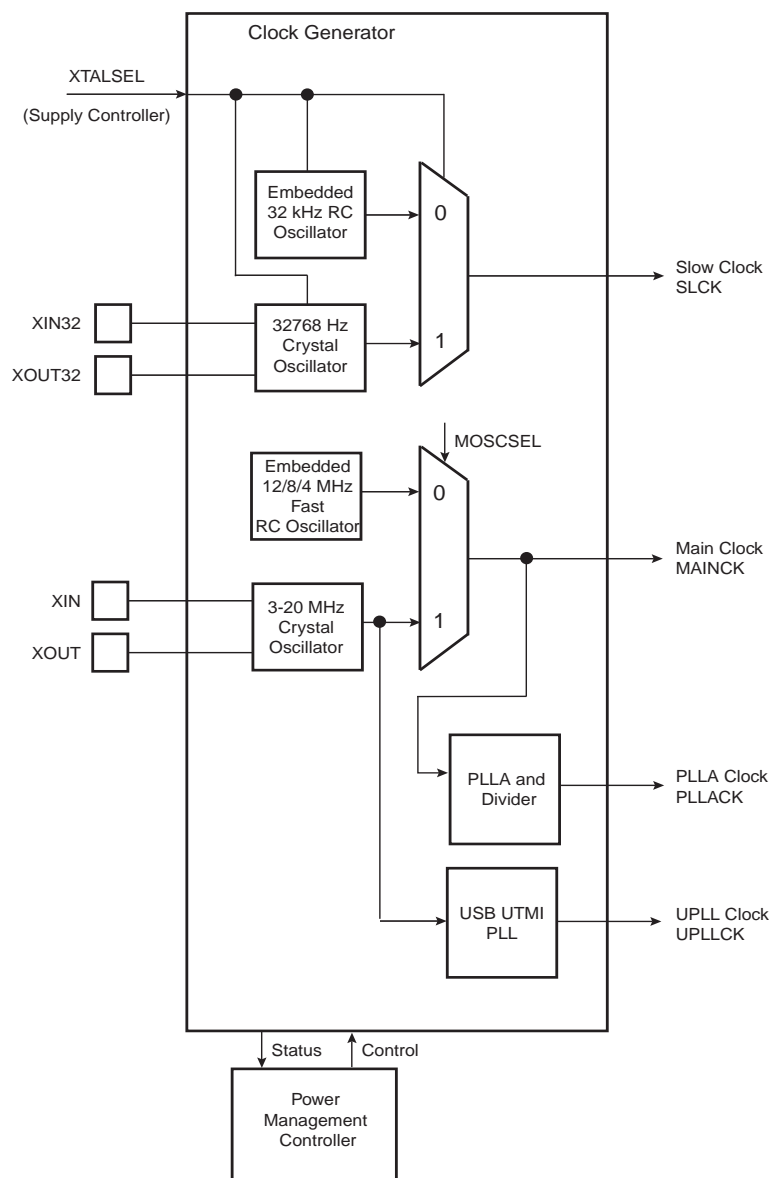 Clock Generator
XTALSEL
(Supply Controller)
Embedded
32 kHz RC
Oscillator
0
Slow Clock
SLCK
XIN32
32768 Hz
Crystal
Oscillator
1
XOUT32
MOSCSEL
Embedded
12/8/4 MHz
Fast
RC Oscillator
0
Main Clock
MAINCK
XIN
3-20 MHz
Crystal
Oscillator
1
XOUT
PLLA and
Divider
PLLA Clock
PLLACK
USB UTMI
PLL
UPLL Clock
UPLLCK
Status
Control
Power
Management
Controller